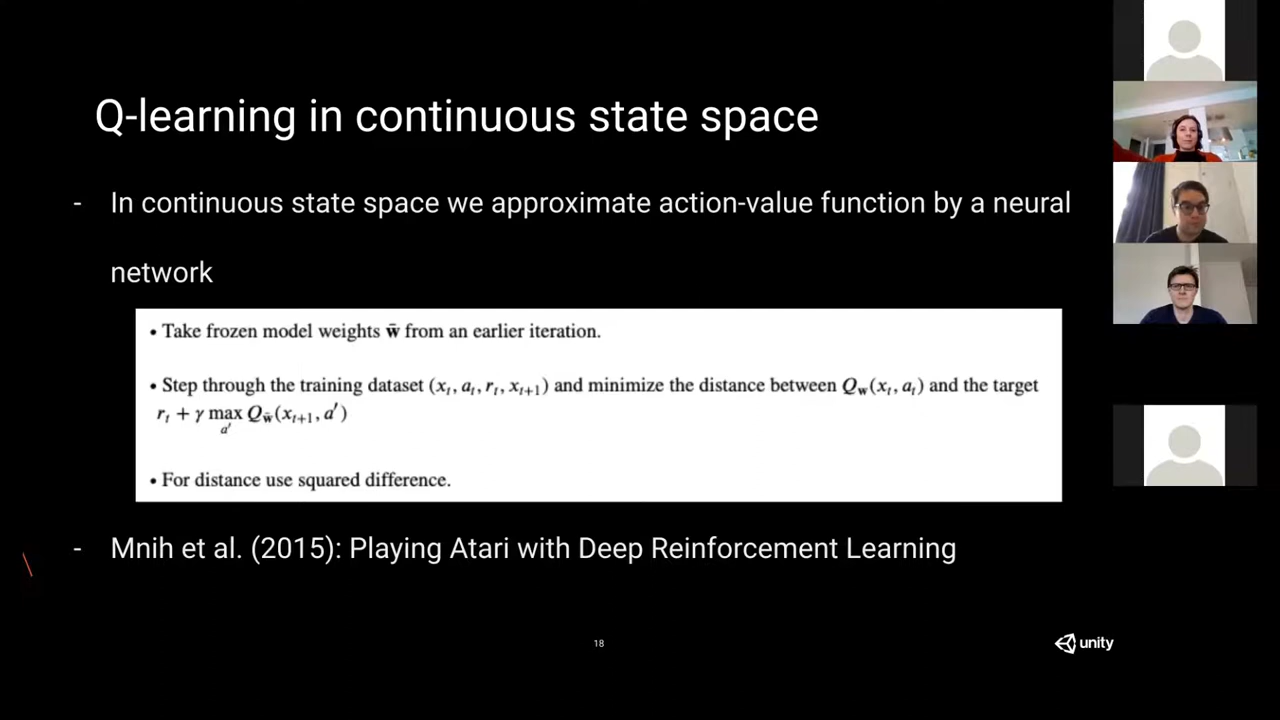 Q-learning in continuous state space
- In continuous state space we approximate action-value function by a neural
network
• Take frozen model weights w̄ from an earlier iteration.
• Step through the training dataset (xₜ, aₜ, rₜ, xₜ₊₁) and minimize the distance between Q_w(xₜ, aₜ) and the target
rₜ + γ max Q_w̄(xₜ₊₁, a′)
a′
• For distance use squared difference.
- Mnih et al. (2015): Playing Atari with Deep Reinforcement Learning
18
unity